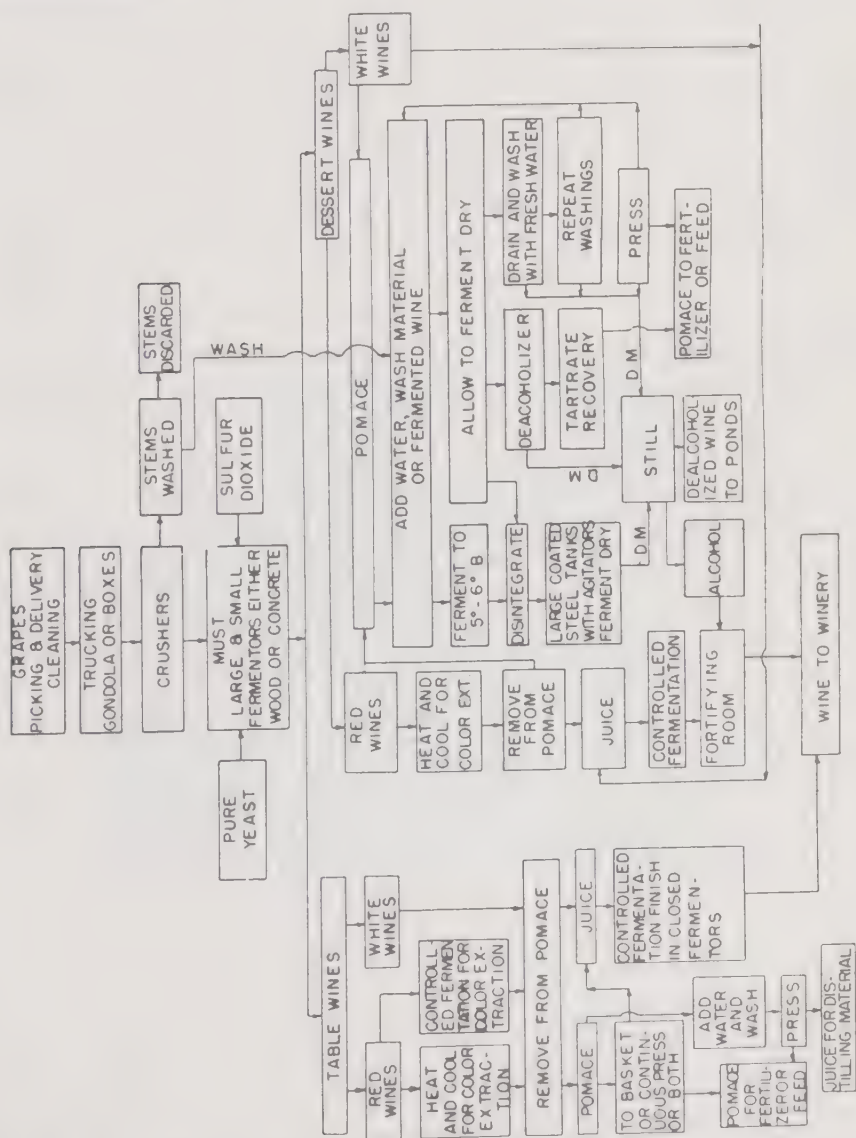 GRAPES
PICKING & DELIVERY
CLEANING
TRUCKING
GONDOLA OR BOXES
CRUSHERS
STEMS
WASHED
STEMS
DISCARDED
WASH
SULFUR
DIOXIDE
PURE
YEAST
MUST
LARGE & SMALL
FERMENTORS EITHER
WOOD OR CONCRETE
TABLE WINES
RED
WINES
WHITE
WINES
HEAT
AND COOL
FOR COLOR
EXTRAC-
TION
CONTROLL-
ED FERMEN
TATION FOR
COLOR EX-
TRACTION
REMOVE FROM POMACE
POMACE
JUICE
TO BASKET
OR CONTIN-
UOUS PRESS
OR BOTH
ADD
WATER
AND
WASH
CONTROLLED
FERMENTA-
TION FINISH
IN CLOSED
FERMEN-
TORS
POMACE
FOR
FERTILI-
ZEROR
FEED
PRESS
JUICE FOR DIS-
TILLING MATERIAL
DESSERT WINES
RED
WINES
WHITE
WINES
HEAT AND
COOL FOR
COLOR EXT.
REMOVE
FROM
POMACE
JUICE
CONTROLLED
FERMENTATION
FORTIFYING
ROOM
POMACE
ADD WATER, WASH MATERIAL
OR FERMENTED WINE
FERMENT TO
5°-6° B
ALLOW TO FERMENT DRY
DISINTEGRATE
LARGE COATED
STEEL TANKS
WITH AGITATORS
FERMENT DRY
DEACOHOLIZER
TARTRATE
RECOVERY
DRAIN AND WASH
WITH FRESH WATER
REPEAT
WASHINGS
PRESS
DM
DM
DM
STILL
POMACE TO FERT-
ILIZER OR FEED
ALCOHOL
DEALCOHOL
IZED WINE
TO PONDS
WINE TO WINERY